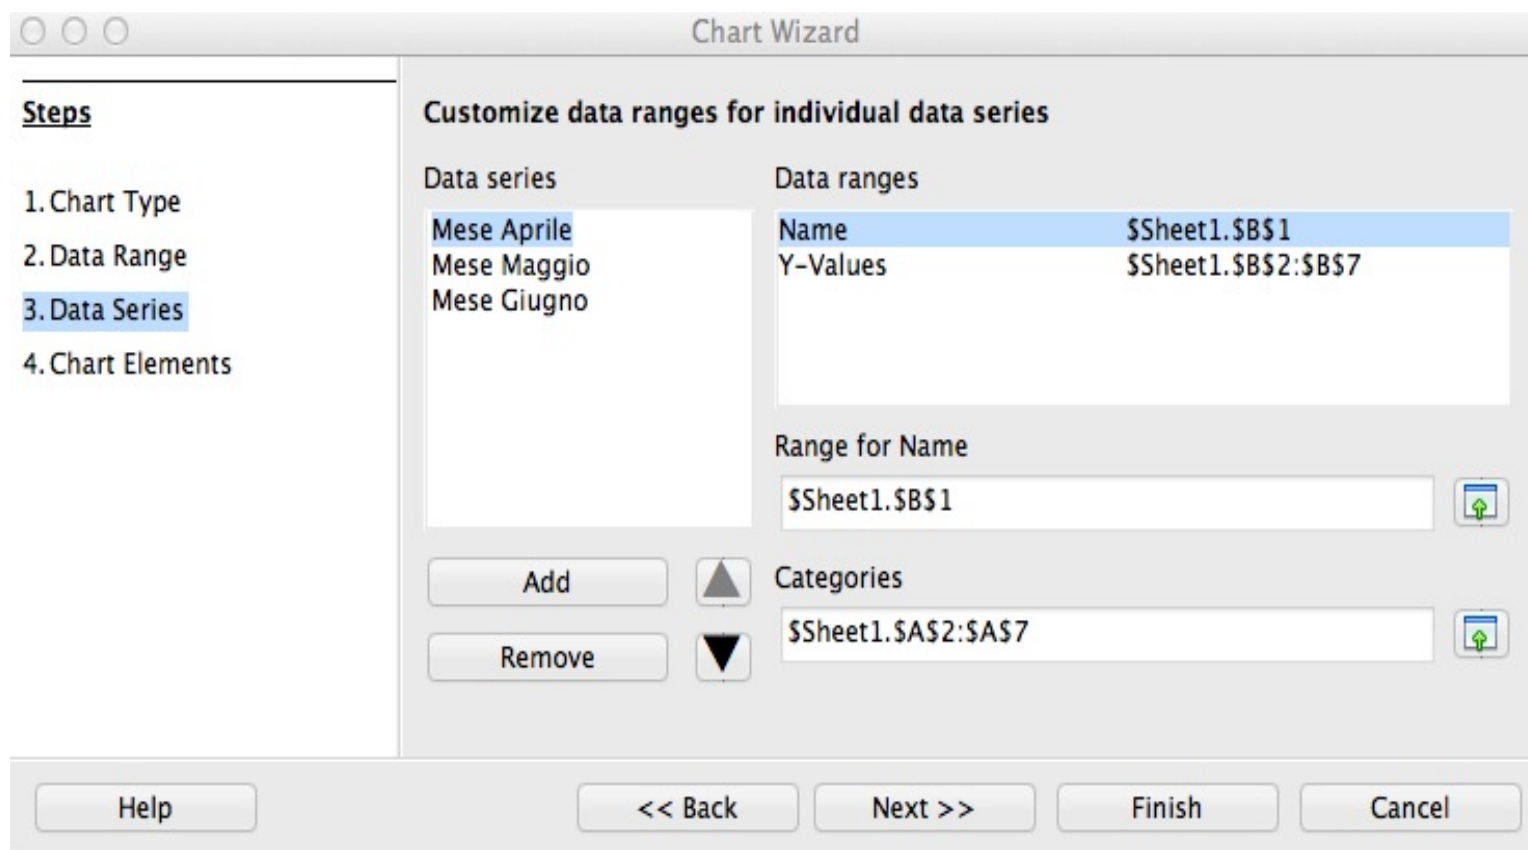 Chart Wizard
Steps
1. Chart Type
2. Data Range
3. Data Series
4. Chart Elements
Customize data ranges for individual data series
Data series
Mese Aprile
Mese Maggio
Mese Giugno
Add
Remove
Data ranges
Name $Sheet1.$B$1
Y-Values $Sheet1.$B$2:$B$7
Range for Name
$Sheet1.$B$1
Categories
$Sheet1.$A$2:$A$7
Help
<< Back
Next >>
Finish
Cancel